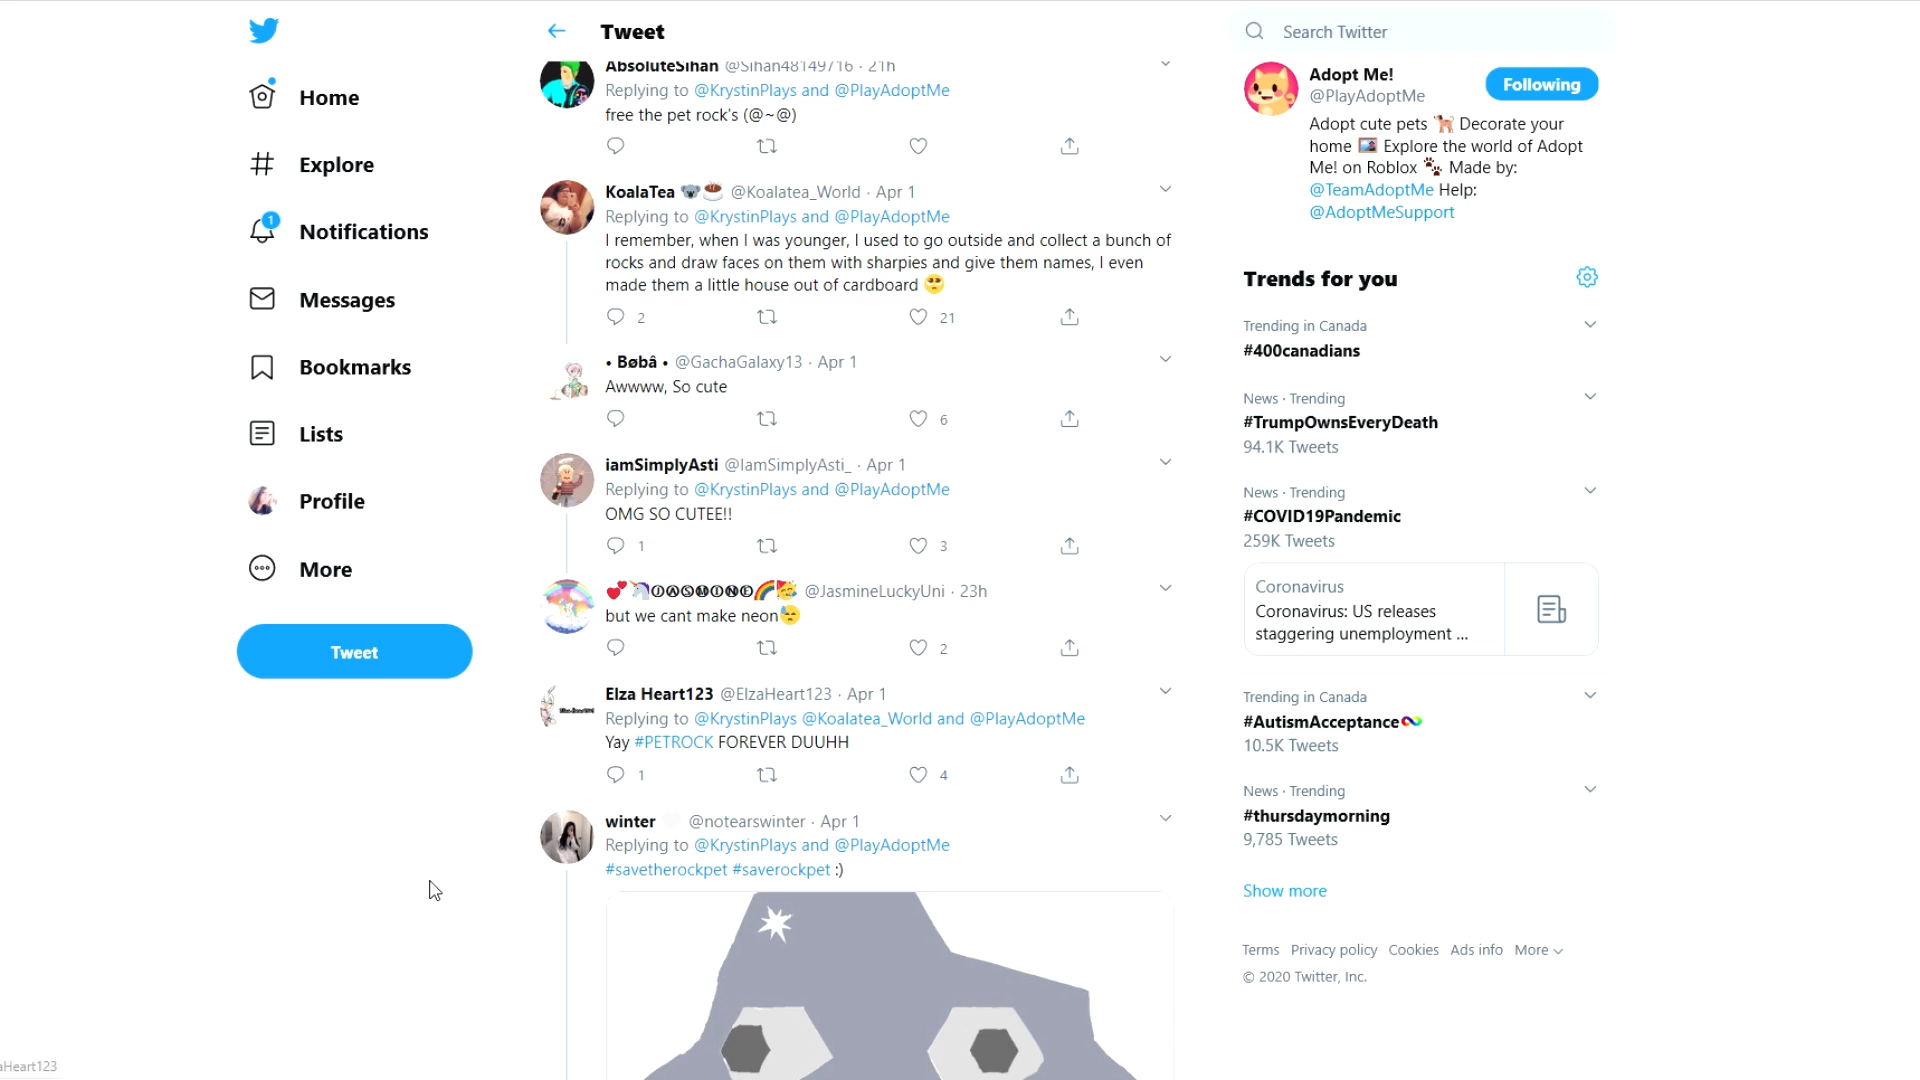 Tweet
Search Twitter
Home
Explore
1
Notifications
Messages
Bookmarks
Lists
Profile
More
Tweet
AbsoluteSihan @Sihan48149716 · 21h
Replying to @KrystinPlays and @PlayAdoptMe
free the pet rock's (@~@)
KoalaTea 🐨☕ @Koalatea_World · Apr 1
Replying to @KrystinPlays and @PlayAdoptMe
I remember, when I was younger, I used to go outside and collect a bunch of
rocks and draw faces on them with sharpies and give them names, I even
made them a little house out of cardboard 🥺
2 21
• Bøbâ • @GachaGalaxy13 · Apr 1
Awwww, So cute
6
iamSimplyAsti @IamSimplyAsti_ · Apr 1
Replying to @KrystinPlays and @PlayAdoptMe
OMG SO CUTEE!!
1 3
💕🦄ⒿⒶⓈⓂⒾⓃⒺ🌈🥳 @JasmineLuckyUni · 23h
but we cant make neon😓
2
Elza Heart123 @ElzaHeart123 · Apr 1
Replying to @KrystinPlays @Koalatea_World and @PlayAdoptMe
Yay #PETROCK FOREVER DUUHH
1 4
winter 🤍 @notearswinter · Apr 1
Replying to @KrystinPlays and @PlayAdoptMe
#savetherockpet #saverockpet :)
Adopt Me!
@PlayAdoptMe
Following
Adopt cute pets 🐕 Decorate your
home 🖼️ Explore the world of Adopt
Me! on Roblox 🐾 Made by:
@TeamAdoptMe Help:
@AdoptMeSupport
Trends for you
Trending in Canada
#400canadians
News · Trending
#TrumpOwnsEveryDeath
94.1K Tweets
News · Trending
#COVID19Pandemic
259K Tweets
Coronavirus
Coronavirus: US releases
staggering unemployment ...
Trending in Canada
#AutismAcceptance
10.5K Tweets
News · Trending
#thursdaymorning
9,785 Tweets
Show more
Terms Privacy policy Cookies Ads info More
© 2020 Twitter, Inc.
aHeart123